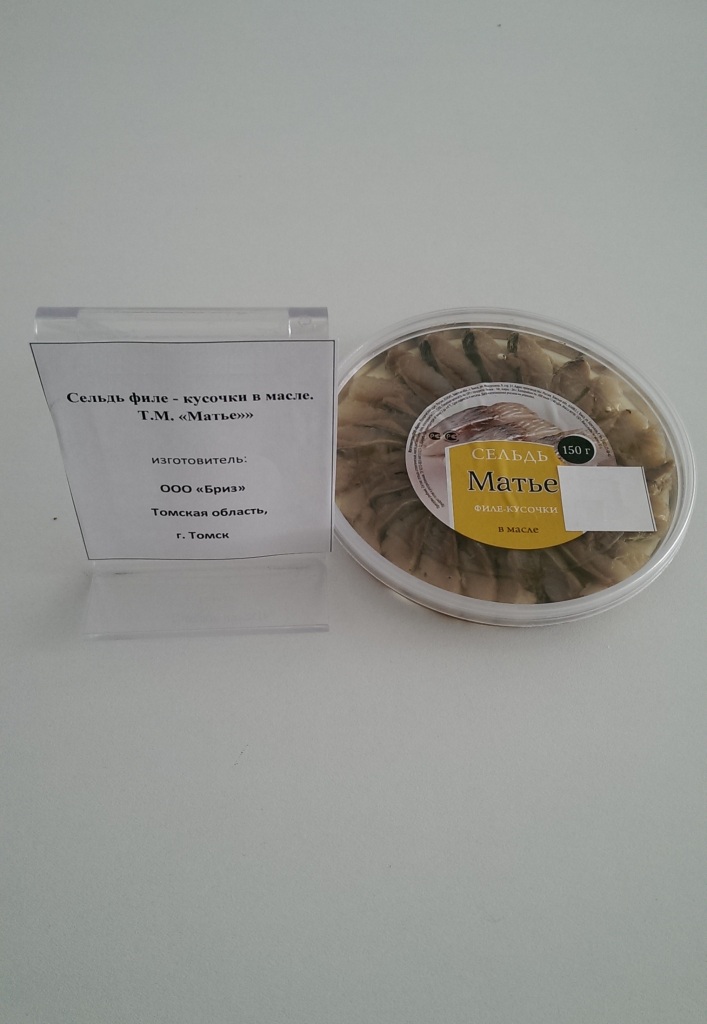 Сельдь филе - кусочки в масле.
Т.М. «Матье»»
изготовитель:
ООО «Бриз»
Томская область,
г. Томск
СЕЛЬДЬ
150 г
Матье
ФИЛЕ-КУСОЧКИ
в масле